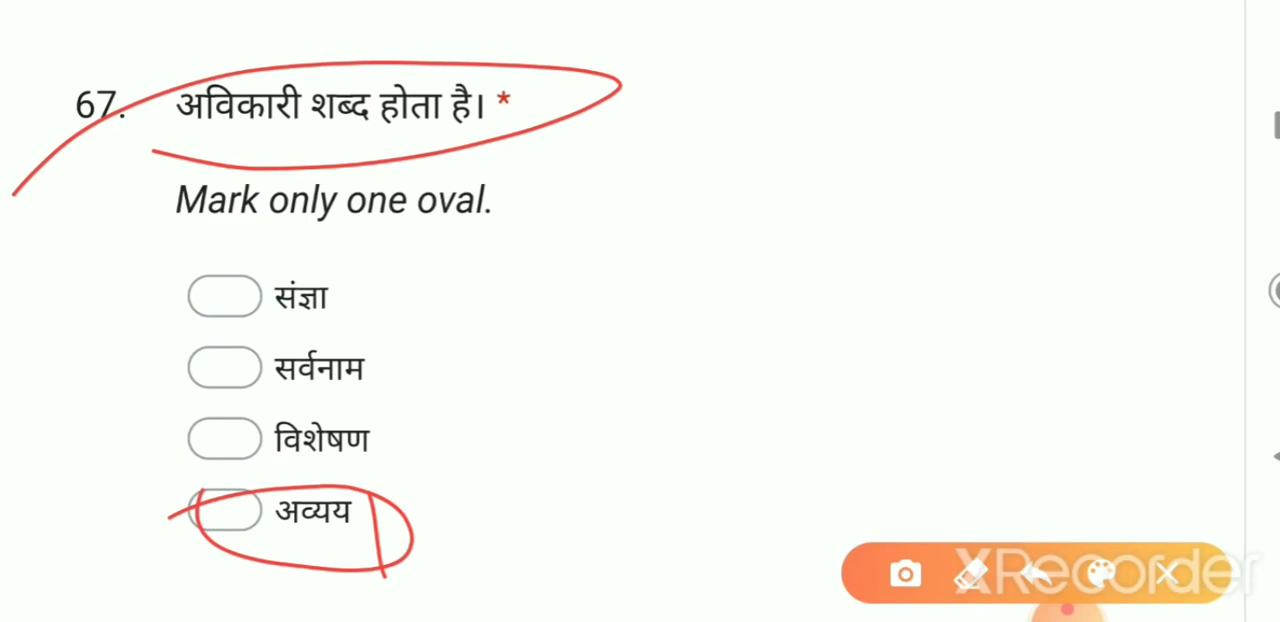 67. अविकारी शब्द होता है। *
Mark only one oval.
संज्ञा
सर्वनाम
विशेषण
अव्यय
XRecorder